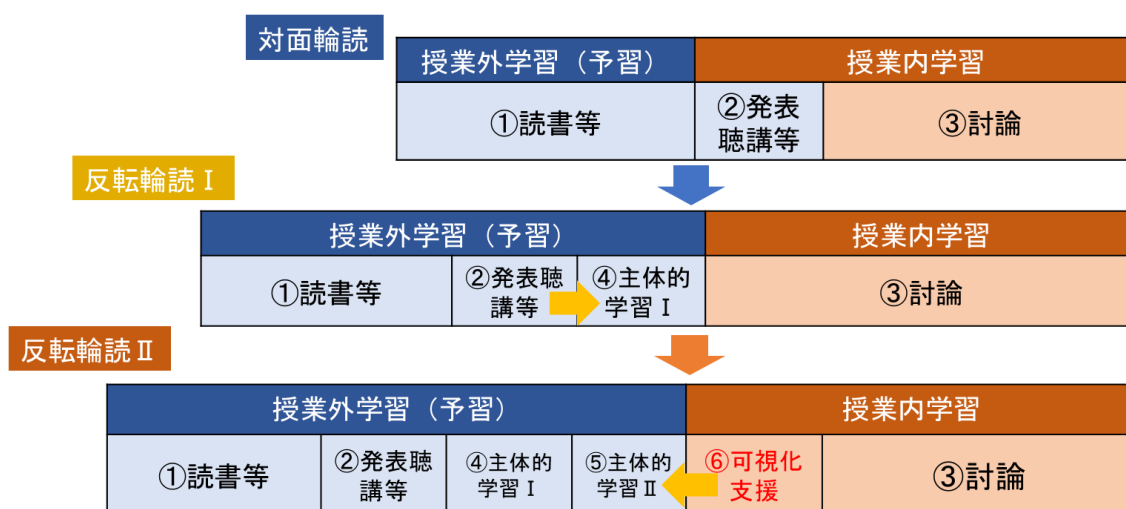 対面輪読
授業外学習（予習） 授業内学習
①読書等 ②発表 ③討論
聴講等
反転輪読Ⅰ
授業外学習（予習） 授業内学習
①読書等 ②発表聴 ④主体的 ③討論
講等 学習Ⅰ
反転輪読Ⅱ
授業外学習（予習） 授業内学習
①読書等 ②発表聴 ④主体的 ⑤主体的 ⑥可視化 ③討論
講等 学習Ⅰ 学習Ⅱ 支援